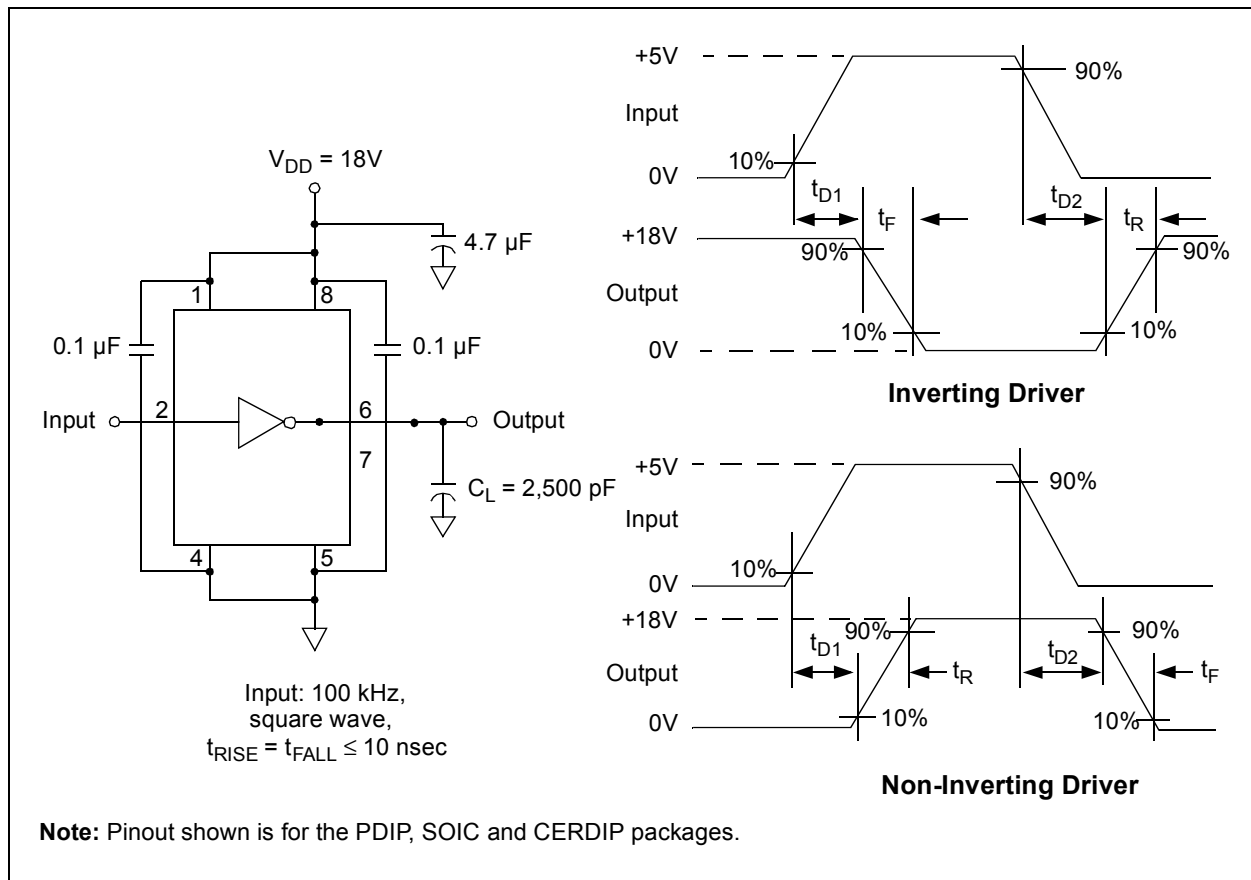 V_DD = 18V
4.7 µF
1
8
0.1 µF
0.1 µF
Input
2
6
Output
7
C_L = 2,500 pF
4
5
Input: 100 kHz,
square wave,
t_RISE = t_FALL ≤ 10 nsec
+5V
90%
Input
10%
0V
t_D1
t_F
t_D2
t_R
+18V
90%
90%
Output
10%
10%
0V
Inverting Driver
+5V
90%
Input
10%
0V
+18V
t_D1
90%
t_R
t_D2
90%
t_F
Output
10%
10%
0V
Non-Inverting Driver
Note: Pinout shown is for the PDIP, SOIC and CERDIP packages.